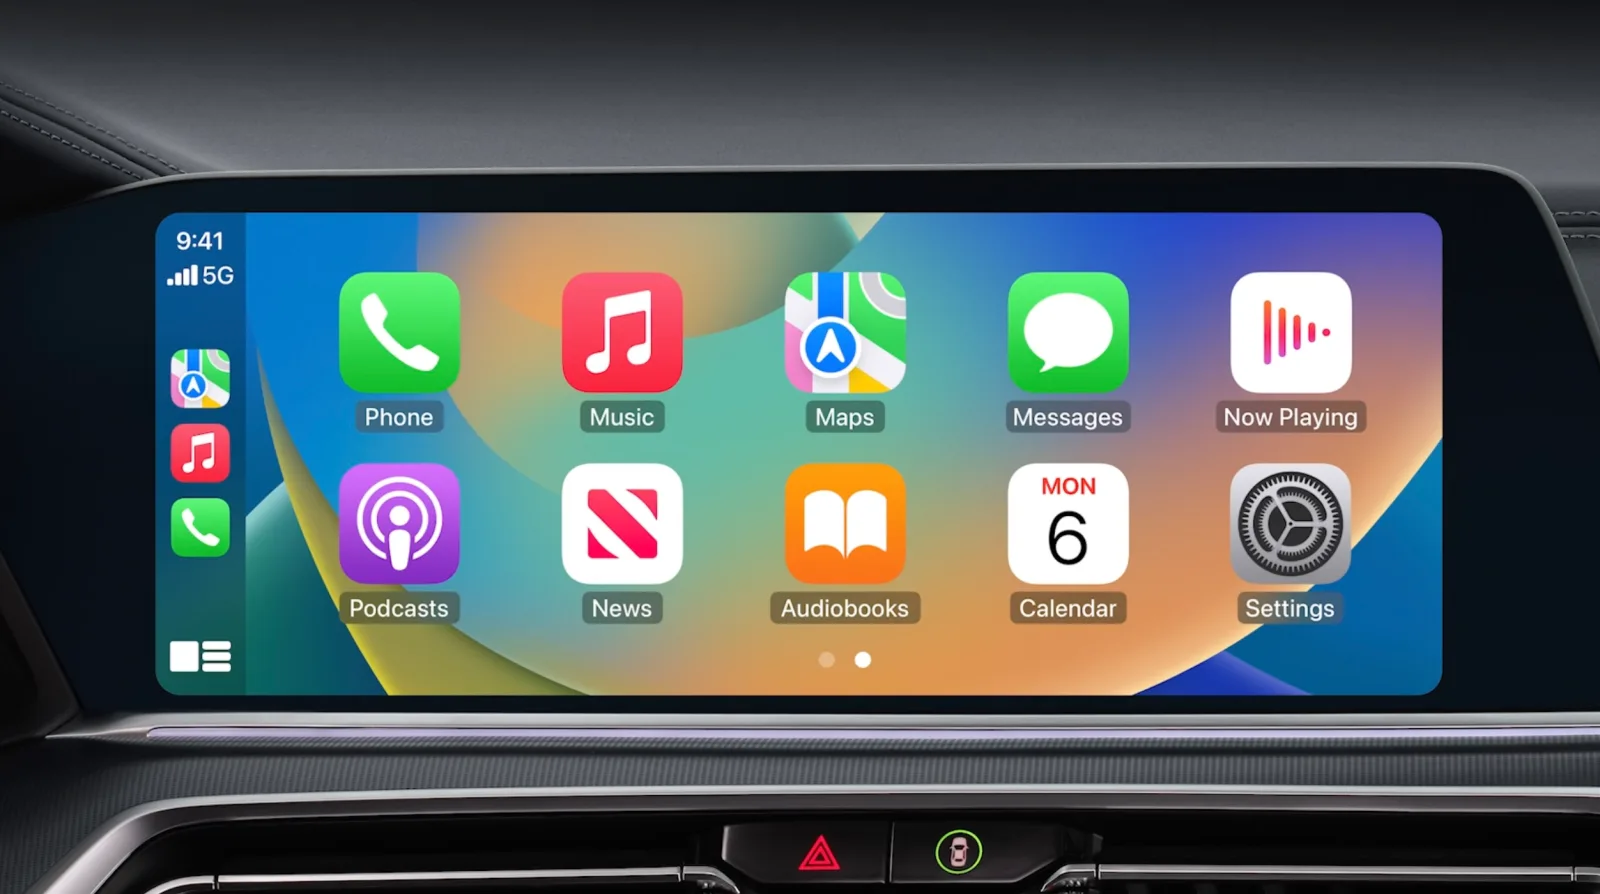 9:41
5G
Phone
Music
Maps
Messages
Now Playing
MON
6
Podcasts
News
Audiobooks
Calendar
Settings